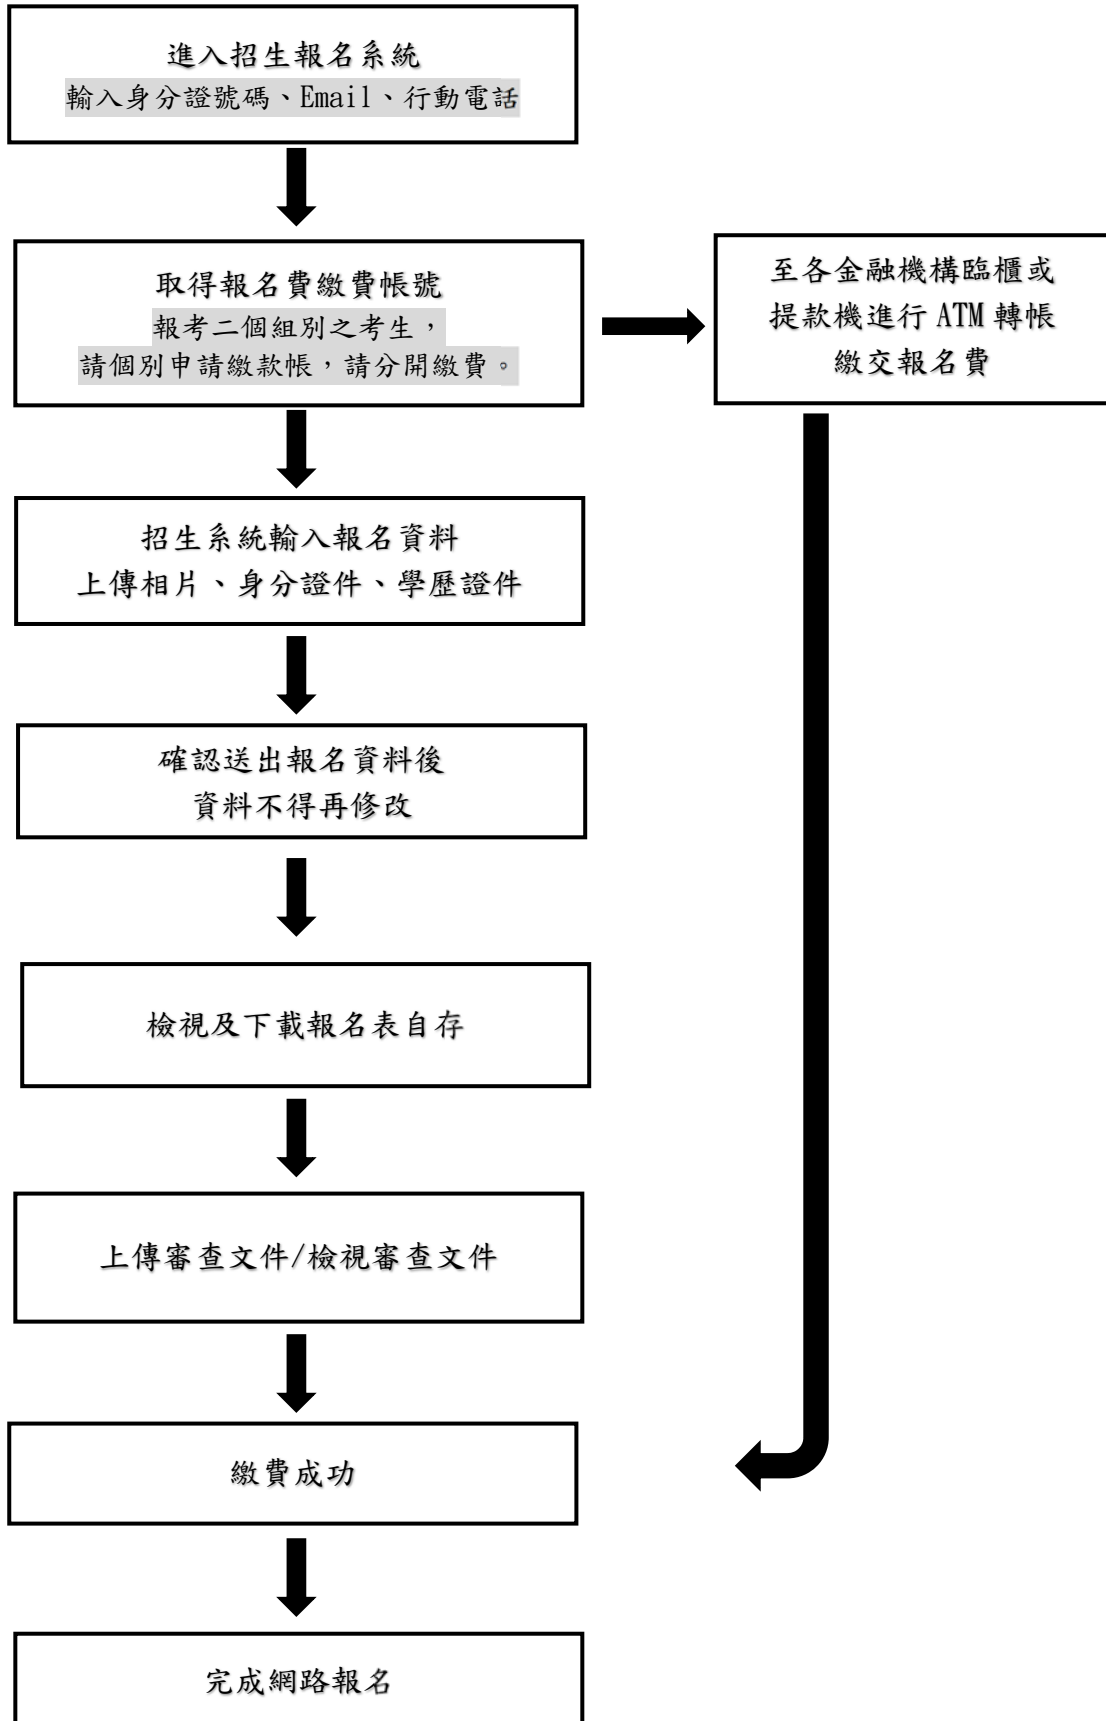 進入招生報名系統
輸入身分證號碼、Email、行動電話
取得報名費繳費帳號
報考二個組別之考生，
請個別申請繳款帳，請分開繳費。
至各金融機構臨櫃或
提款機進行 ATM 轉帳
繳交報名費
招生系統輸入報名資料
上傳相片、身分證件、學歷證件
確認送出報名資料後
資料不得再修改
檢視及下載報名表自存
上傳審查文件/檢視審查文件
繳費成功
完成網路報名